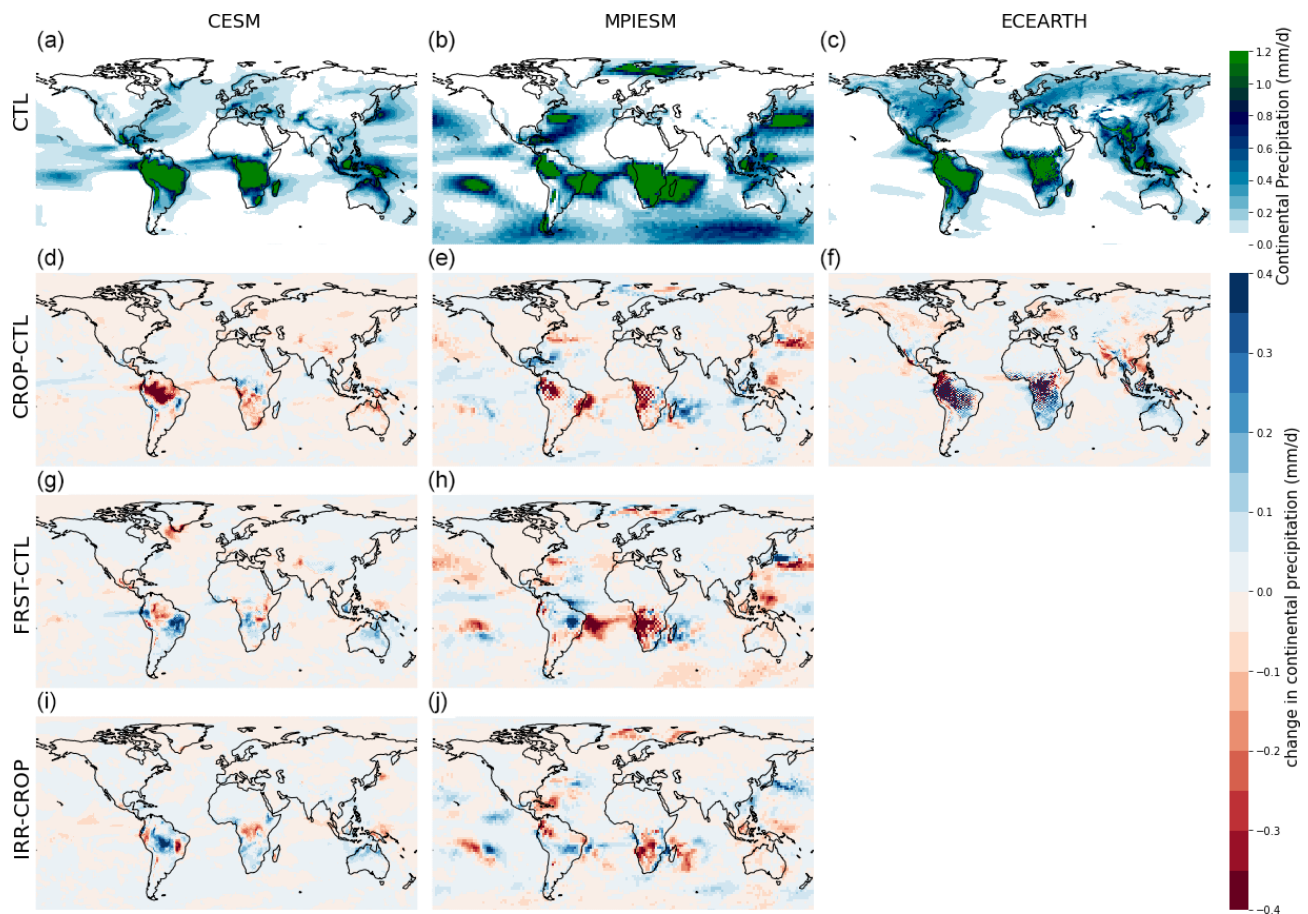 CESM MPIESM ECEARTH
(a) (b) (c)
CTL
1.2
1.0
0.8
0.6
0.4
0.2
0.0
Continental Precipitation (mm/d)
(d) (e) (f)
CROP-CTL
(g) (h)
FRST-CTL
(i) (j)
IRR-CROP
0.4
0.3
0.2
0.1
0.0
−0.1
−0.2
−0.3
−0.4
change in continental precipitation (mm/d)